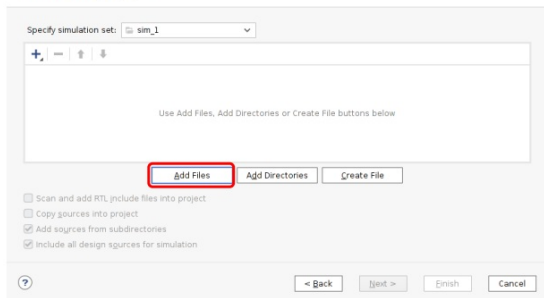 Specify simulation set: sim_1
Use Add Files, Add Directories or Create File buttons below
Add Files Add Directories Create File
Scan and add RTL include files into project
Copy sources into project
Add sources from subdirectories
Include all design sources for simulation
? < Back Next > Finish Cancel